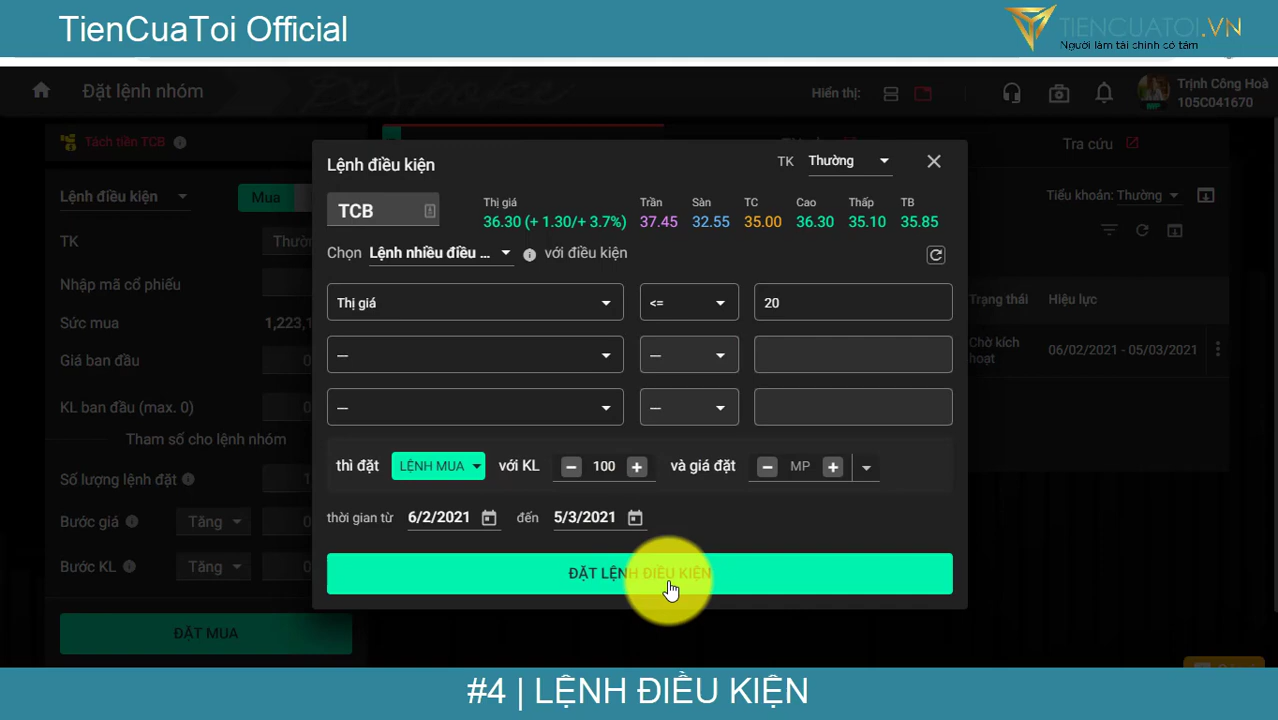 TienCuaToi Official
TIENCUATOI.VN
Người làm tài chính có tâm
Đặt lệnh nhóm
Hiển thị:
Trịnh Công Hoà
105C041670
Tách tiền TCB
Tra cứu
Lệnh điều kiện
Mua
Tiểu khoản: Thường
TK
Nhập mã cổ phiếu
Sức mua
Giá ban đầu
KL ban đầu (max. 0)
Tham số cho lệnh nhóm
Số lượng lệnh đặt
Bước giá
Tăng
Bước KL
Tăng
ĐẶT MUA
Lệnh điều kiện
TK
Thường
TCB
Thị giá
Trần
Sàn
TC
Cao
Thấp
TB
36.30 (+ 1.30/+ 3.7%)
37.45
32.55
35.00
36.30
35.10
35.85
Chọn
Lệnh nhiều điều ...
với điều kiện
Thị giá
<=
20
---
---
---
---
thì đặt
LỆNH MUA
với KL
100
và giá đặt
MP
thời gian từ
6/2/2021
đến
5/3/2021
ĐẶT LỆNH ĐIỀU KIỆN
Trạng thái
Hiệu lực
Chờ kích
hoạt
06/02/2021 - 05/03/2021
#4 | LỆNH ĐIỀU KIỆN